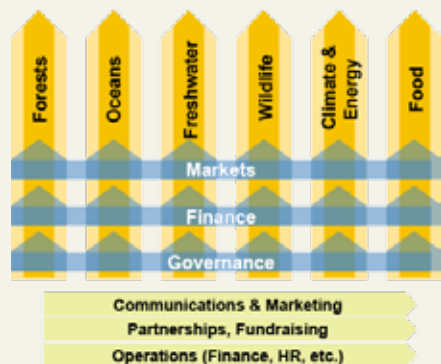 Forests
Oceans
Freshwater
Wildlife
Climate &
Energy
Food
Markets
Finance
Governance
Communications & Marketing
Partnerships, Fundraising
Operations (Finance, HR, etc.)